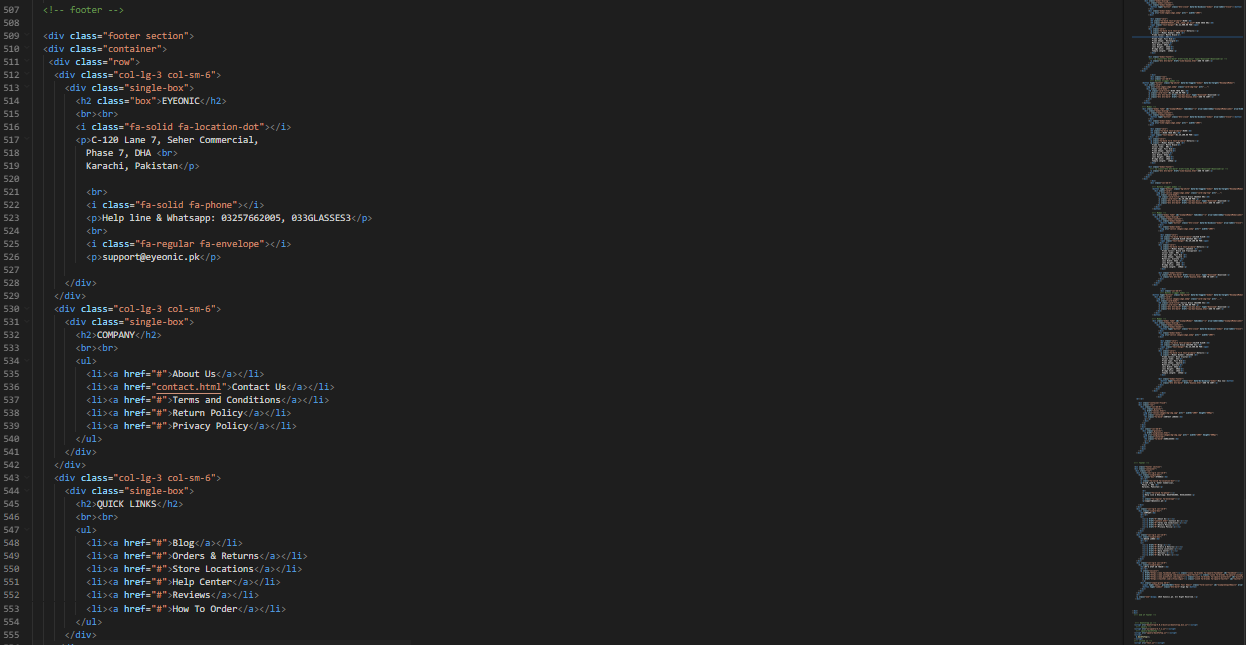 507 <!-- footer -->
508
509 <div class="footer section">
510 <div class="container">
511 <div class="row">
512 <div class="col-lg-3 col-sm-6">
513 <div class="single-box">
514 <h2 class="box">EYEONIC</h2>
515 <br><br>
516 <i class="fa-solid fa-location-dot"></i>
517 <p>C-120 Lane 7, Seher Commercial,
518 Phase 7, DHA <br>
519 Karachi, Pakistan</p>
520
521 <br>
522 <i class="fa-solid fa-phone"></i>
523 <p>Help line & Whatsapp: 03257662005, 033GLASSES3</p>
524 <br>
525 <i class="fa-regular fa-envelope"></i>
526 <p>support@eyeonic.pk</p>
527
528 </div>
529 </div>
530 <div class="col-lg-3 col-sm-6">
531 <div class="single-box">
532 <h2>COMPANY</h2>
533 <br><br>
534 <ul>
535 <li><a href="#">About Us</a></li>
536 <li><a href="contact.html">Contact Us</a></li>
537 <li><a href="#">Terms and Conditions</a></li>
538 <li><a href="#">Return Policy</a></li>
539 <li><a href="#">Privacy Policy</a></li>
540 </ul>
541 </div>
542 </div>
543 <div class="col-lg-3 col-sm-6">
544 <div class="single-box">
545 <h2>QUICK LINKS</h2>
546 <br><br>
547 <ul>
548 <li><a href="#">Blog</a></li>
549 <li><a href="#">Orders & Returns</a></li>
550 <li><a href="#">Store Locations</a></li>
551 <li><a href="#">Help Center</a></li>
552 <li><a href="#">Reviews</a></li>
553 <li><a href="#">How To Order</a></li>
554 </ul>
555 </div>